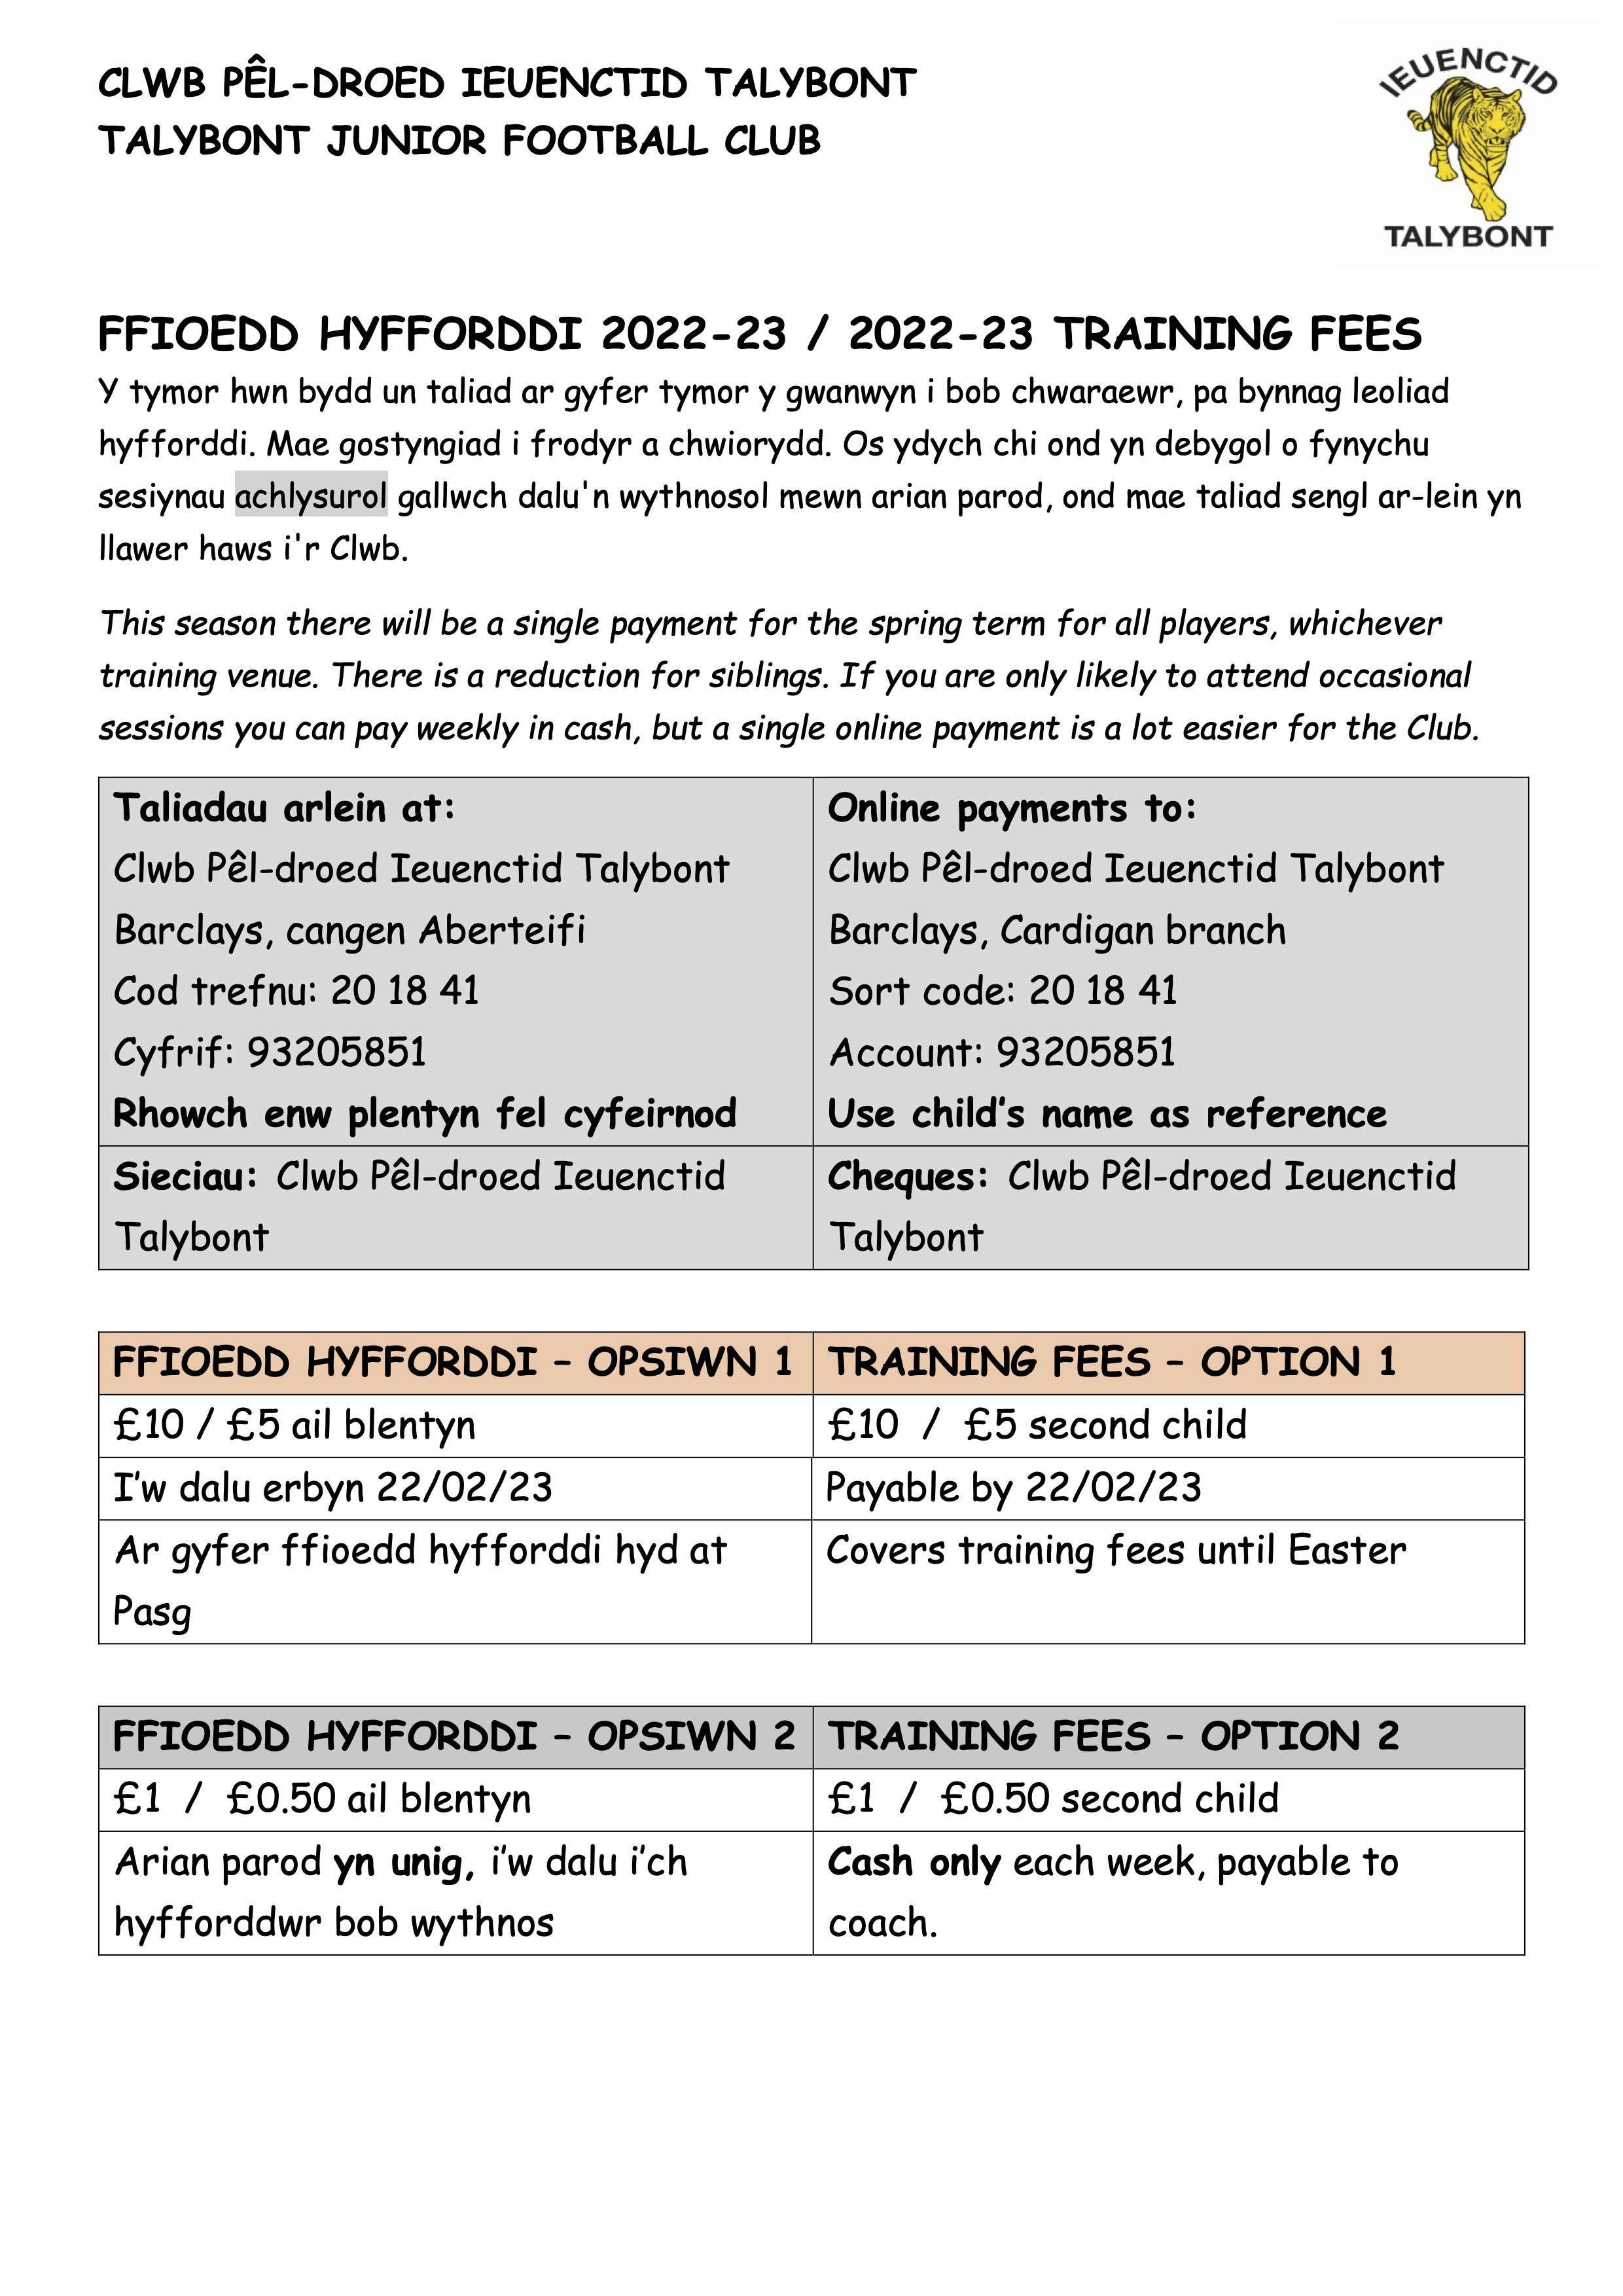 CLWB PÊL-DROED IEUENCTID TALYBONT
TALYBONT JUNIOR FOOTBALL CLUB
IEUENCTID
TALYBONT
FFIOEDD HYFFORDDI 2022-23 / 2022-23 TRAINING FEES
Y tymor hwn bydd un taliad ar gyfer tymor y gwanwyn i bob chwaraewr, pa bynnag leoliad
hyfforddi. Mae gostyngiad i frodyr a chwiorydd. Os ydych chi ond yn debygol o fynychu
sesiynau achlysurol gallwch dalu'n wythnosol mewn arian parod, ond mae taliad sengl ar-lein yn
llawer haws i'r Clwb.
This season there will be a single payment for the spring term for all players, whichever
training venue. There is a reduction for siblings. If you are only likely to attend occasional
sessions you can pay weekly in cash, but a single online payment is a lot easier for the Club.
Taliadau arlein at:
Clwb Pêl-droed Ieuenctid Talybont
Barclays, cangen Aberteifi
Cod trefnu: 20 18 41
Cyfrif: 93205851
Rhowch enw plentyn fel cyfeirnod
Online payments to:
Clwb Pêl-droed Ieuenctid Talybont
Barclays, Cardigan branch
Sort code: 20 18 41
Account: 93205851
Use child's name as reference
Sieciau: Clwb Pêl-droed Ieuenctid
Talybont
Cheques: Clwb Pêl-droed Ieuenctid
Talybont
FFIOEDD HYFFORDDI – OPSIWN 1
TRAINING FEES – OPTION 1
£10 / £5 ail blentyn
£10 / £5 second child
I'w dalu erbyn 22/02/23
Payable by 22/02/23
Ar gyfer ffioedd hyfforddi hyd at
Pasg
Covers training fees until Easter
FFIOEDD HYFFORDDI – OPSIWN 2
TRAINING FEES – OPTION 2
£1 / £0.50 ail blentyn
£1 / £0.50 second child
Arian parod yn unig, i'w dalu i'ch
hyfforddwr bob wythnos
Cash only each week, payable to
coach.